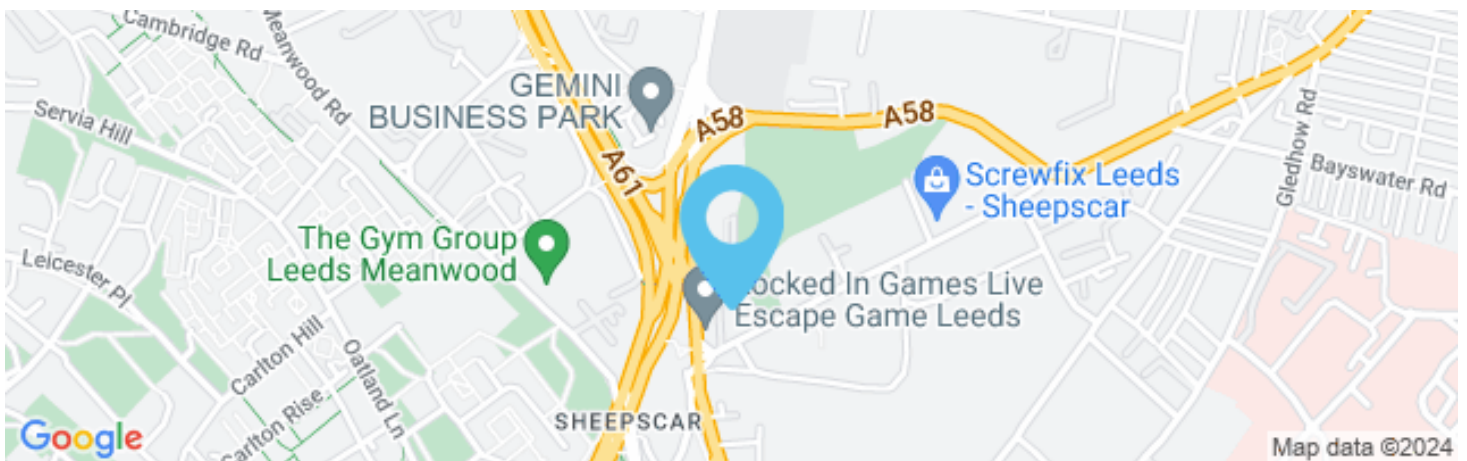 Cambridge Rd
Meanwood Rd
Servia Hill
GEMINI
BUSINESS PARK
A58
A58
A61
Gledhow Rd
Bayswater Rd
Screwfix Leeds
- Sheepscar
The Gym Group
Leeds Meanwood
Leicester Pl
ocked In Games Live
Escape Game Leeds
Carlton Hill
Oatland Ln
Carlton Rise
SHEEPSCAR
Google
Map data ©2024